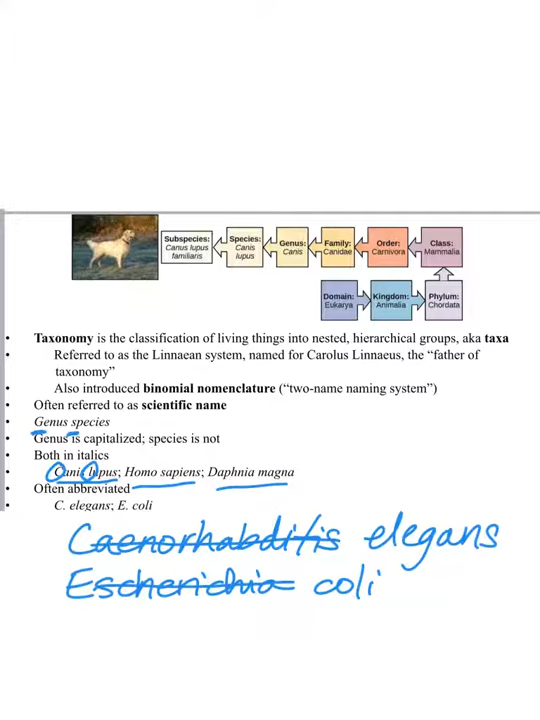 Subspecies:
Canus lupus
familiaris
Species:
Canis
lupus
Genus:
Canis
Family:
Canidae
Order:
Carnivora
Class:
Mammalia
Domain:
Eukarya
Kingdom:
Animalia
Phylum:
Chordata
• Taxonomy is the classification of living things into nested, hierarchical groups, aka taxa
• Referred to as the Linnaean system, named for Carolus Linnaeus, the “father of
taxonomy”
• Also introduced binomial nomenclature (“two-name naming system”)
• Often referred to as scientific name
• Genus species
• Genus is capitalized; species is not
• Both in italics
• Canis lupus; Homo sapiens; Daphnia magna
• Often abbreviated
• C. elegans; E. coli
Caenorhabditis elegans
Escherichia coli